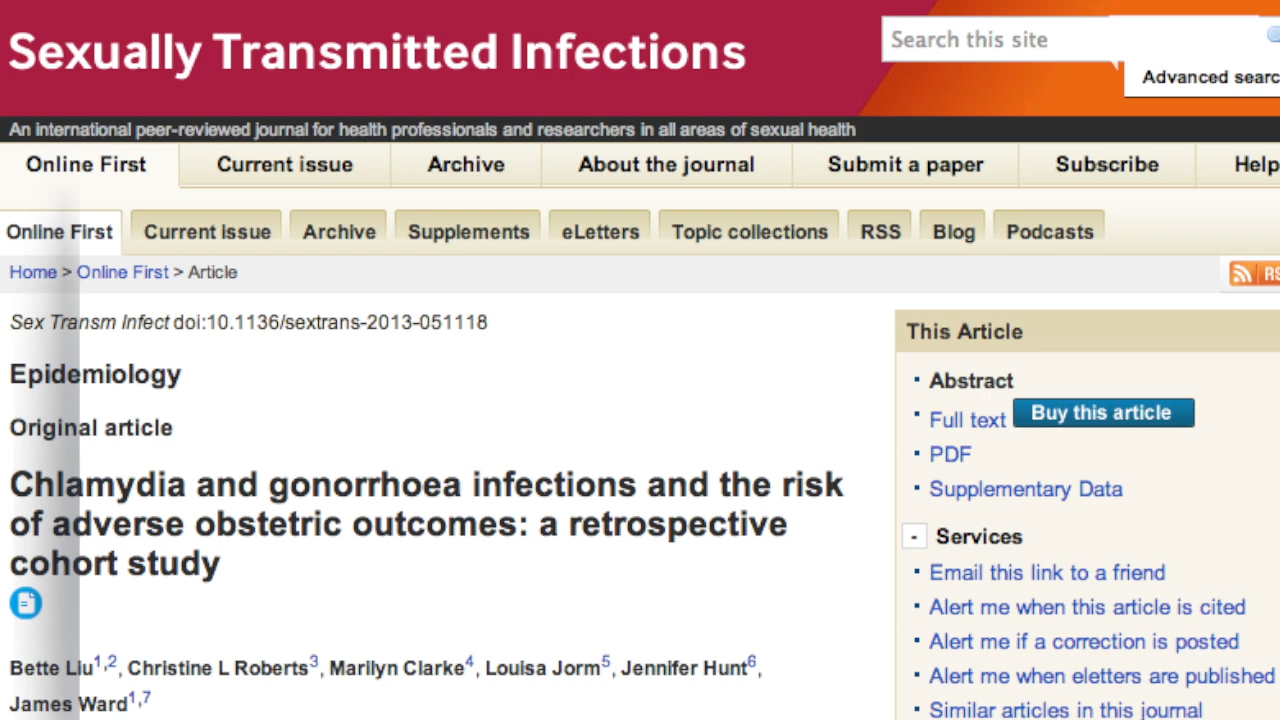 Sexually Transmitted Infections
Search this site
Advanced searc
An international peer-reviewed journal for health professionals and researchers in all areas of sexual health
Online First Current issue Archive About the journal Submit a paper Subscribe Help
Online First Current issue Archive Supplements eLetters Topic collections RSS Blog Podcasts
Home > Online First > Article
RS
Sex Transm Infect doi:10.1136/sextrans-2013-051118
Epidemiology
Original article
Chlamydia and gonorrhoea infections and the risk
of adverse obstetric outcomes: a retrospective
cohort study
Bette Liu1,2, Christine L Roberts3, Marilyn Clarke4, Louisa Jorm5, Jennifer Hunt6,
James Ward1,7
This Article
Abstract
Full text Buy this article
PDF
Supplementary Data
- Services
Email this link to a friend
Alert me when this article is cited
Alert me if a correction is posted
Alert me when eletters are published
Similar articles in this journal